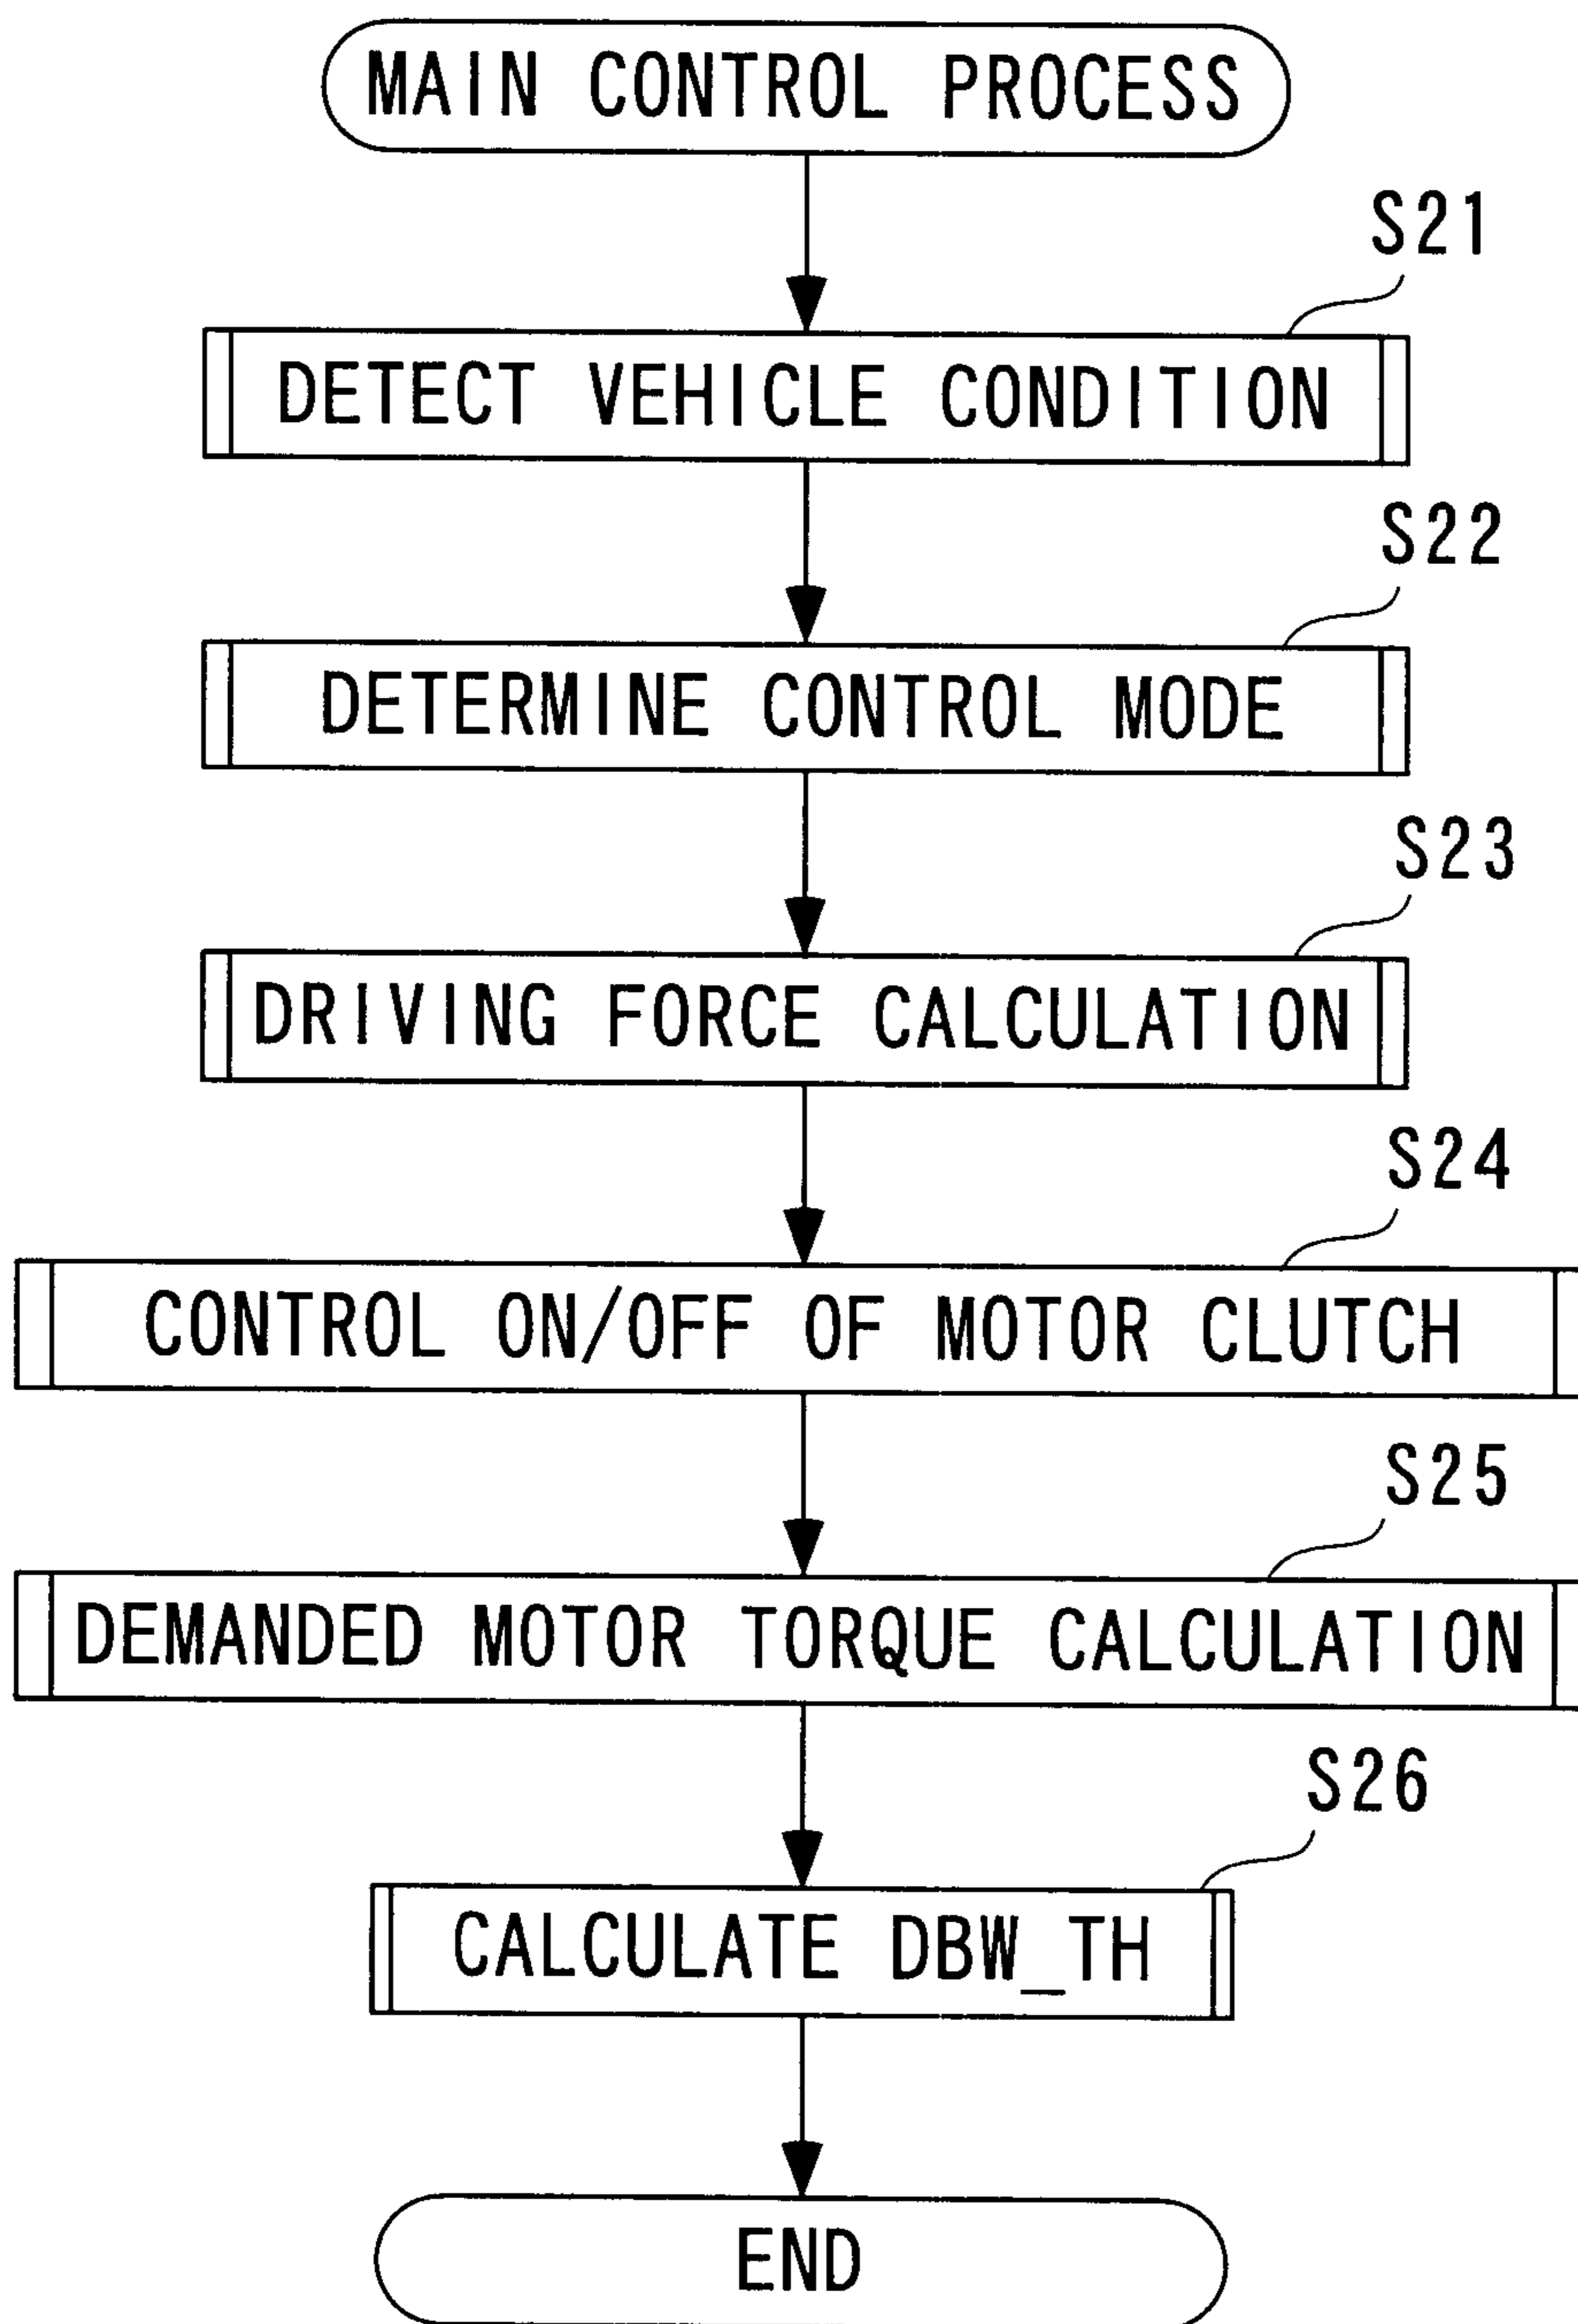 MAIN CONTROL PROCESS
S21
DETECT VEHICLE CONDITION
S22
DETERMINE CONTROL MODE
S23
DRIVING FORCE CALCULATION
S24
CONTROL ON/OFF OF MOTOR CLUTCH
S25
DEMANDED MOTOR TORQUE CALCULATION
S26
CALCULATE DBW_TH
END